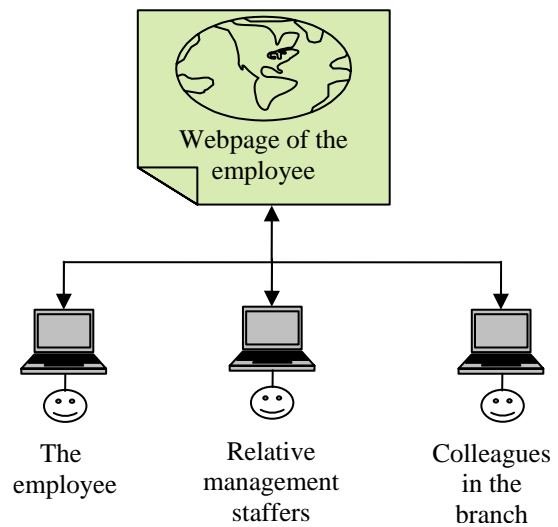 Webpage of the
employee
The
employee
Relative
management
staffers
Colleagues
in the
branch